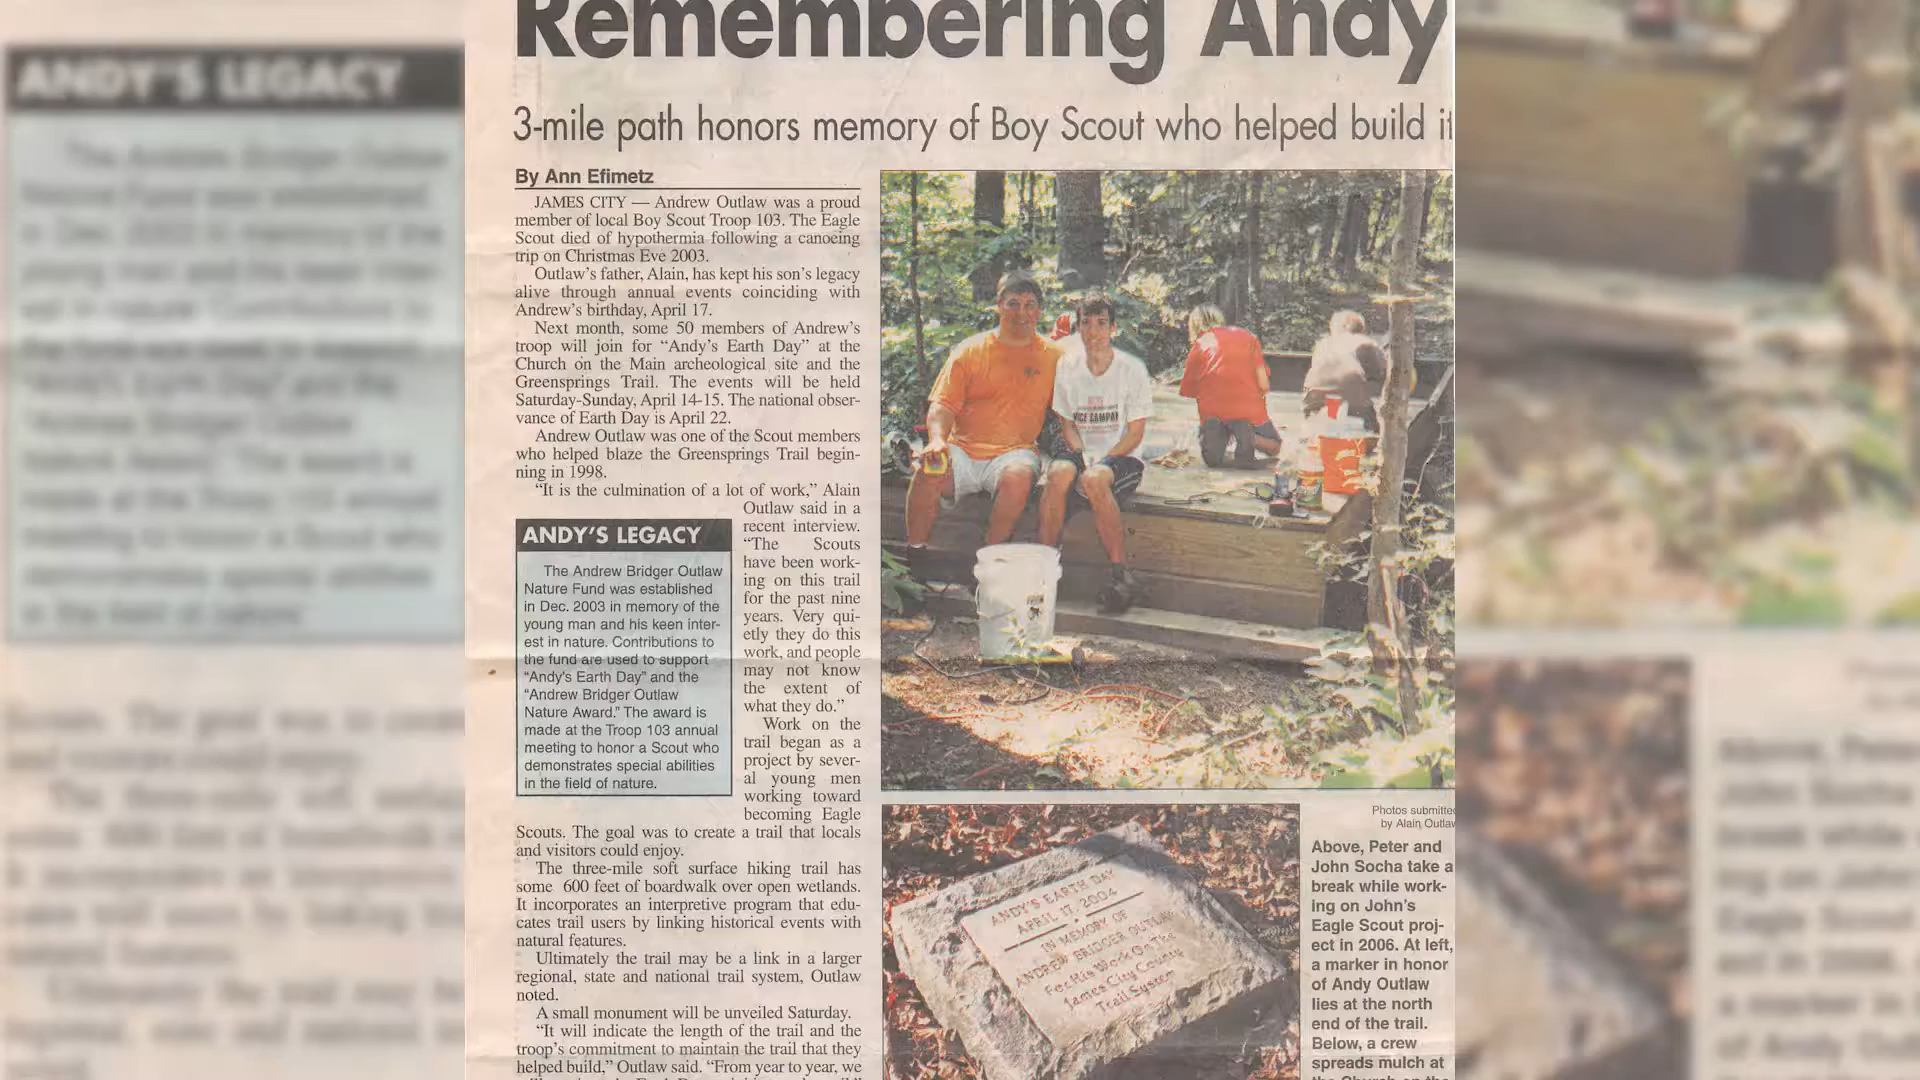 Remembering Andy
3-mile path honors memory of Boy Scout who helped build it
By Ann Efimetz
JAMES CITY — Andrew Outlaw was a proud
member of local Boy Scout Troop 103. The Eagle
Scout died of hypothermia following a canoeing
trip on Christmas Eve 2003.
Outlaw's father, Alain, has kept his son's legacy
alive through annual events coinciding with
Andrew's birthday, April 17.
Next month, some 50 members of Andrew's
troop will join for “Andy's Earth Day” at the
Church on the Main archeological site and the
Greensprings Trail. The events will be held
Saturday-Sunday, April 14-15. The national obser-
vance of Earth Day is April 22.
Andrew Outlaw was one of the Scout members
who helped blaze the Greensprings Trail begin-
ning in 1998.
“It is the culmination of a lot of work,” Alain
Outlaw said in a
recent interview.
“The Scouts
have been work-
ing on this trail
for the past nine
years. Very qui-
etly they do this
work, and people
may not know
the extent of
what they do.”
Work on the
trail began as a
project by sever-
al young men
working toward
becoming Eagle
Scouts. The goal was to create a trail that locals
and visitors could enjoy.
The three-mile soft surface hiking trail has
some 600 feet of boardwalk over open wetlands.
It incorporates an interpretive program that edu-
cates trail users by linking historical events with
natural features.
Ultimately the trail may be a link in a larger
regional, state and national trail system, Outlaw
noted.
A small monument will be unveiled Saturday.
“It will indicate the length of the trail and the
troop's commitment to maintain the trail that they
helped build,” Outlaw said. “From year to year, we
ANDY'S LEGACY
The Andrew Bridger Outlaw
Nature Fund was established
in Dec. 2003 in memory of the
young man and his keen inter-
est in nature. Contributions to
the fund are used to support
“Andy's Earth Day” and the
“Andrew Bridger Outlaw
Nature Award.” The award is
made at the Troop 103 annual
meeting to honor a Scout who
demonstrates special abilities
in the field of nature.
VICE CAMPAI
ANDY'S EARTH DAY
APRIL 17, 2004
IN MEMORY OF
ANDREW BRIDGER OUTLAW
For His Work On The
James City County
Trail System
Photos submitted
by Alain Outlaw
Above, Peter and
John Socha take a
break while work-
ing on John's
Eagle Scout proj-
ect in 2006. At left,
a marker in honor
of Andy Outlaw
lies at the north
end of the trail.
Below, a crew
spreads mulch at
the Church on the